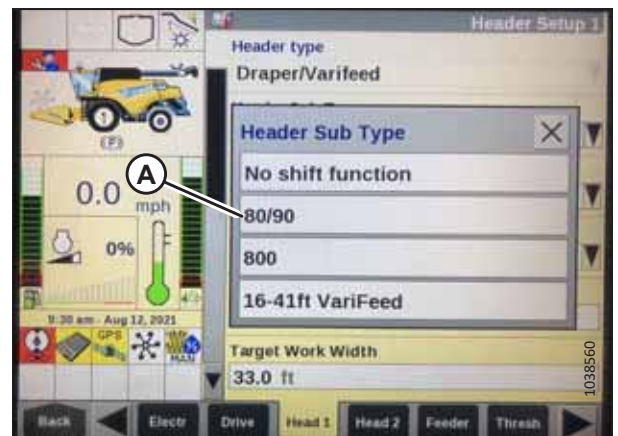 Header Setup 1
Header type
Draper/Varifeed
Header Sub Type
No shift function
80/90
800
16-41ft VariFeed
Target Work Width
33.0 ft
A
1
(F)
0.0 mph
0%
9:30 am - Aug 12, 2021
GPS
MAN
Back
Electr
Drive
Head 1
Head 2
Feeder
Thresh
1038560